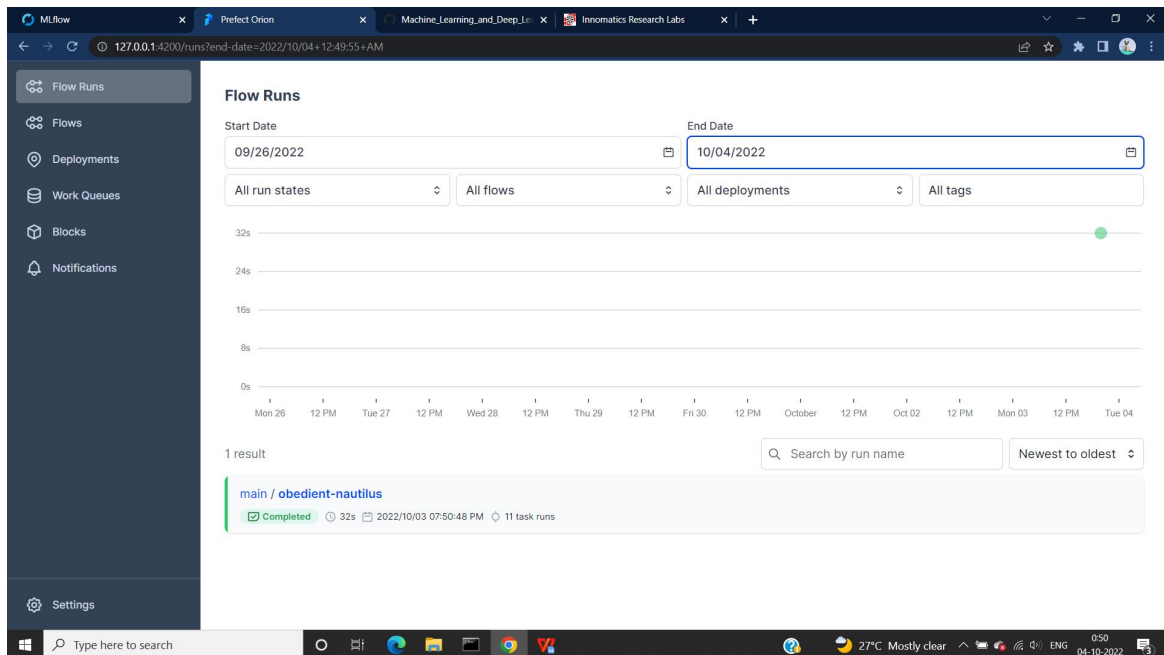 MLflow
Prefect Orion
Machine_Learning_and_Deep_Le
Innomatics Research Labs
127.0.0.1:4200/runs?end-date=2022/10/04+12:49:55+AM
Flow Runs
Flows
Deployments
Work Queues
Blocks
Notifications
Settings
Flow Runs
Start Date
End Date
09/26/2022
10/04/2022
All run states
All flows
All deployments
All tags
32s
24s
16s
8s
0s
Mon 26 12 PM Tue 27 12 PM Wed 28 12 PM Thu 29 12 PM Fri 30 12 PM October 12 PM Oct 02 12 PM Mon 03 12 PM Tue 04
1 result
Search by run name
Newest to oldest
main / obedient-nautilus
Completed 32s 2022/10/03 07:50:48 PM 11 task runs
Type here to search
27°C Mostly clear
ENG
0:50
04-10-2022
3